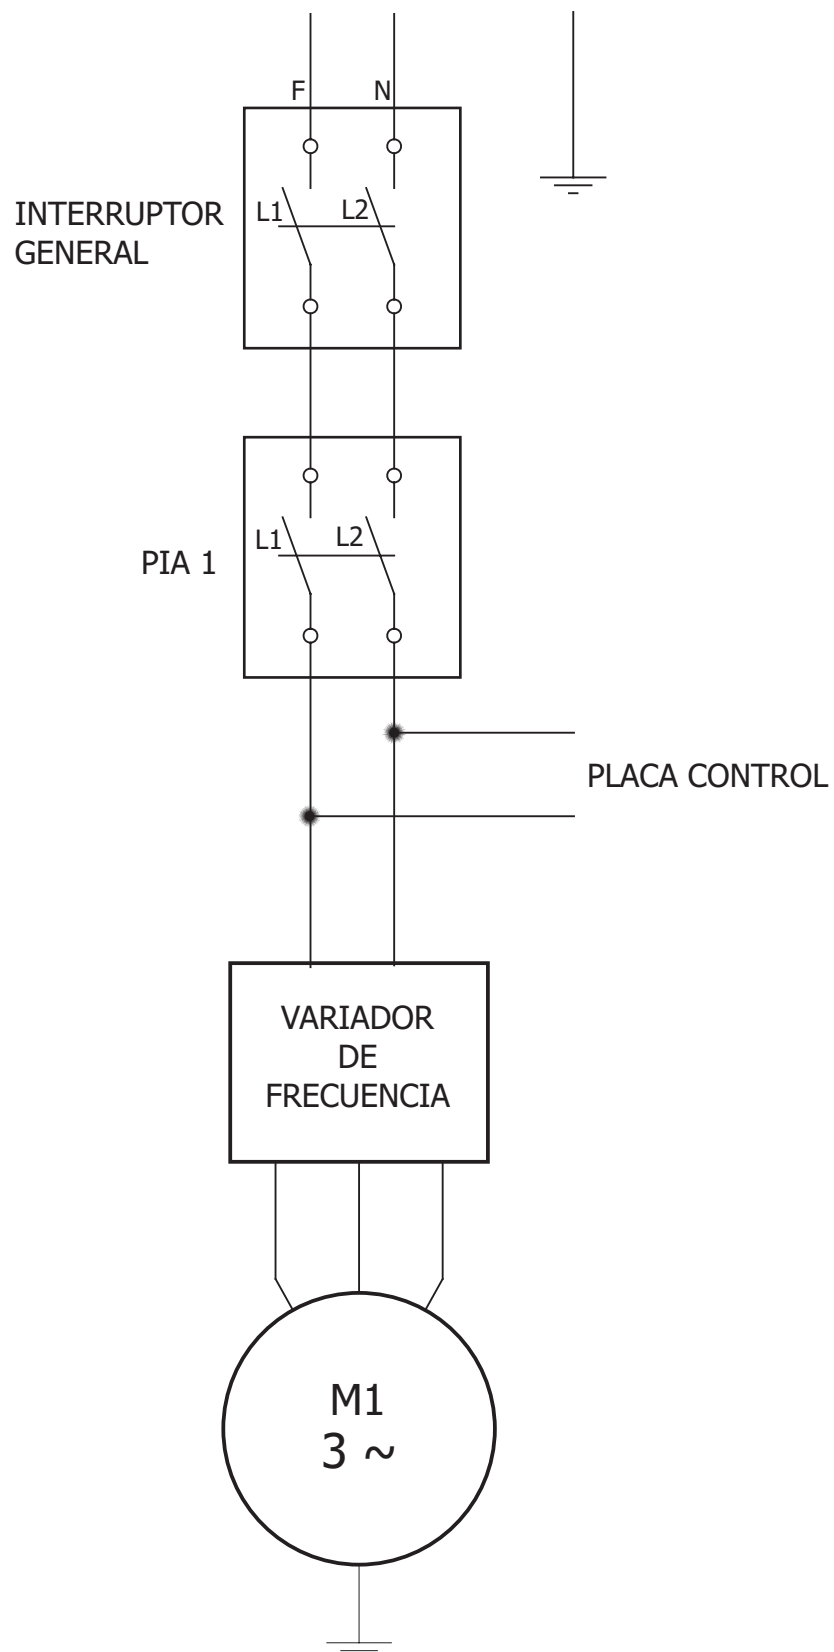 F
N
INTERRUPTOR
GENERAL
L1
L2
PIA 1
L1
L2
PLACA CONTROL
VARIADOR
DE
FRECUENCIA
M1
3 ~